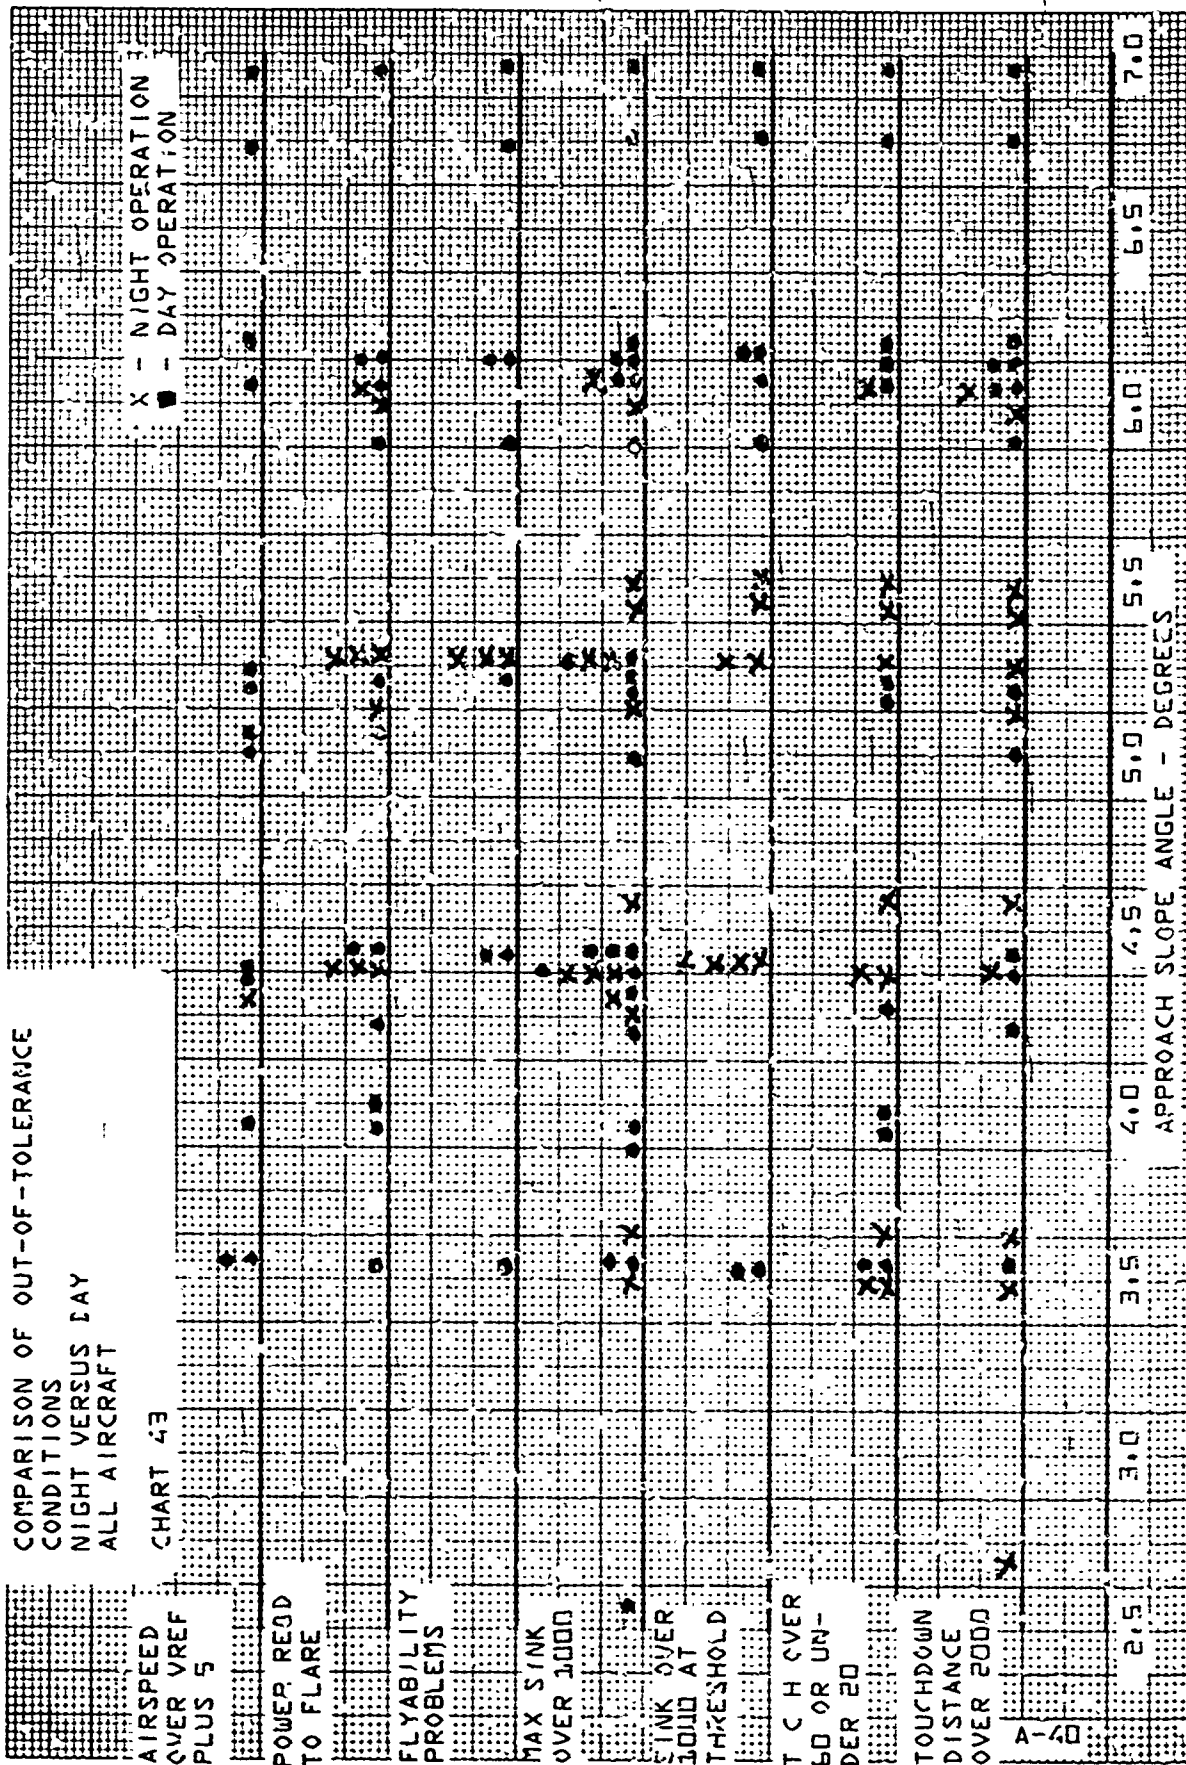 COMPARISON OF OUT-OF-TOLERANCE
CONDITIONS
NIGHT VERSUS DAY
ALL AIRCRAFT
CHART 43
X - NIGHT OPERATION
■ - DAY OPERATION
AIRSPEED
OVER VREF
PLUS 5
POWER REQD
TO FLARE
FLYABILITY
PROBLEMS
MAX SINK
OVER 1000
SINK OVER
1000 AT
THRESHOLD
T C H OVER
60 OR UN-
DER 20
TOUCHDOWN
DISTANCE
OVER 2000
2.5 3.0 3.5 4.0 4.5 5.0 5.5 6.0 6.5 7.0
APPROACH SLOPE ANGLE - DEGREES
A-40